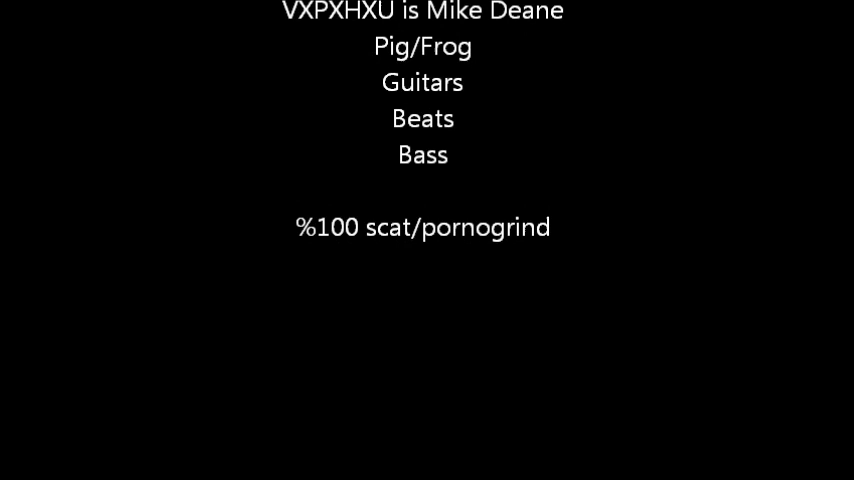 VXPXHXU is Mike Deane
Pig/Frog
Guitars
Beats
Bass
%100 scat/pornogrind